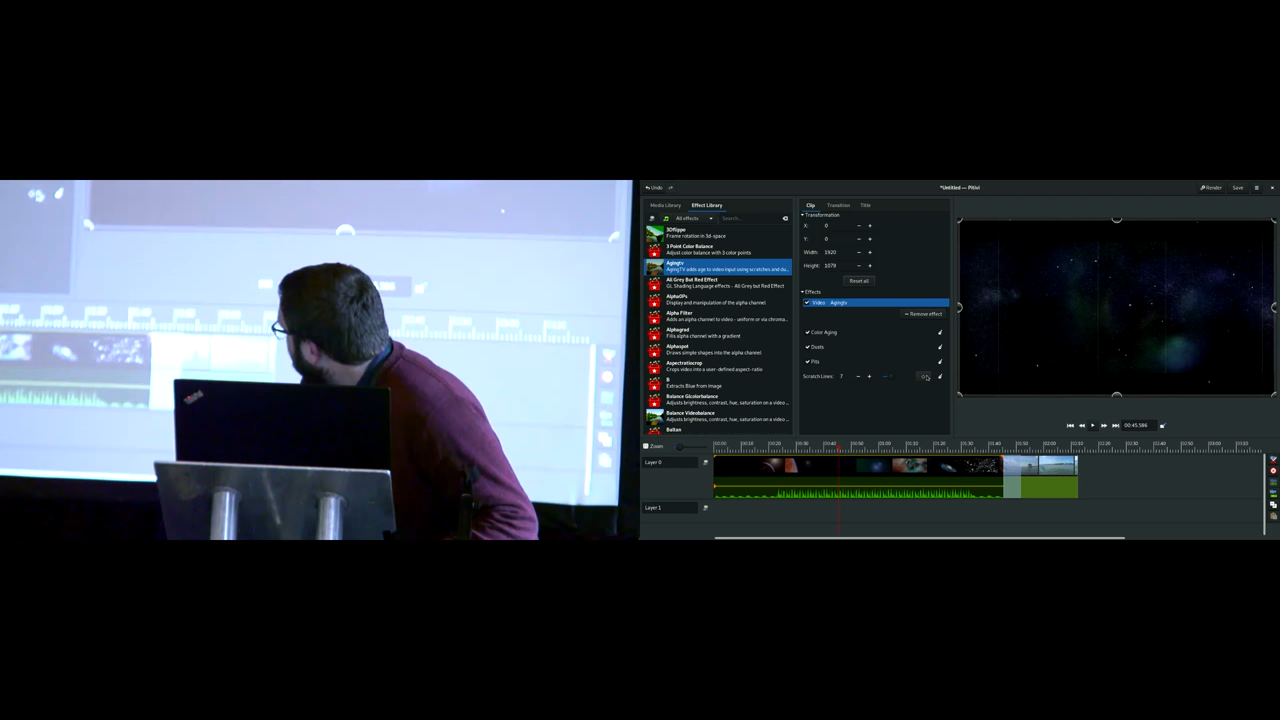 Undo
*Untitled — Pitivi
Render
Save
Media Library
Effect Library
Clip
Transition
Title
All effects
Search...
Transformation
X: 0
Y: 0
Width: 1920
Height: 1079
Reset all
Effects
Video Agingtv
Remove effect
Color Aging
Dusts
Pits
Scratch Lines: 7
3Dflippo
Frame rotation in 3d-space
3 Point Color Balance
Adjust color balance with 3 color points
Agingtv
AgingTV adds age to video input using scratches and du...
All Grey But Red Effect
GL Shading Language effects - All Grey but Red Effect
AlphaOPs
Display and manipulation of the alpha channel
Alpha Filter
Adds an alpha channel to video - uniform or via chroma...
Alphagrad
Fills alpha channel with a gradient
Alphaspot
Draws simple shapes into the alpha channel
Aspectratiocrop
Crops video into a user-defined aspect-ratio
B
Extracts Blue from Image
Balance Glcolorbalance
Adjusts brightness, contrast, hue, saturation on a video ...
Balance Videobalance
Adjusts brightness, contrast, hue, saturation on a video ...
Baltan
00:45.586
Zoom
Layer 0
Layer 1
ThinkPad